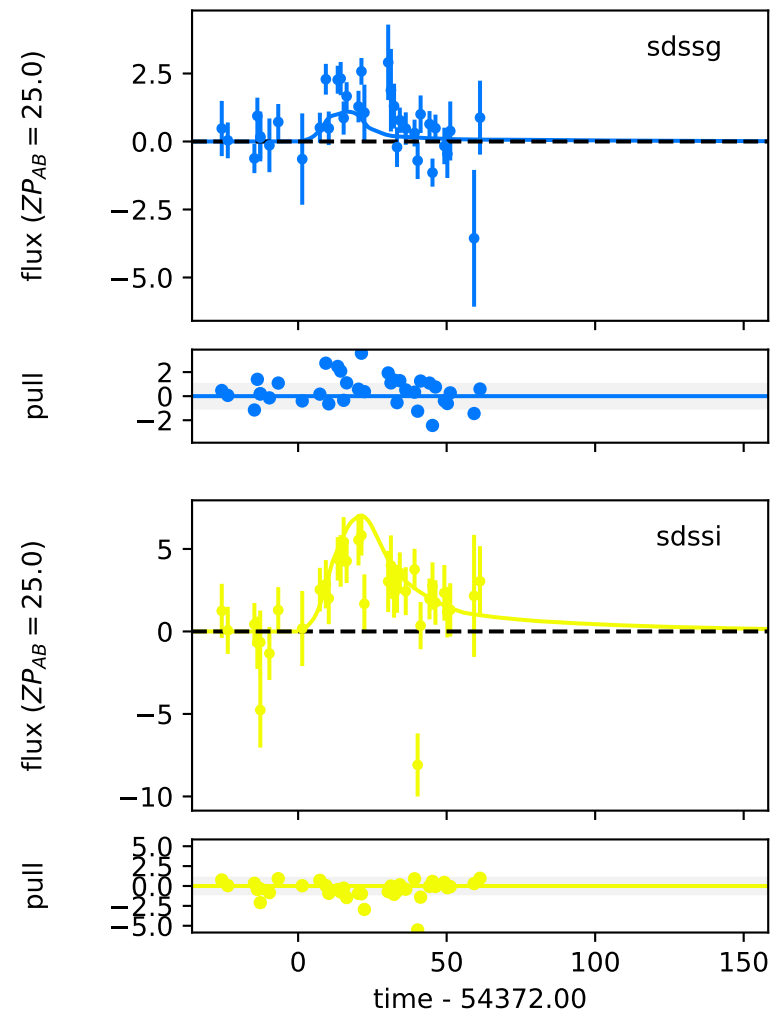 sdssg
flux (ZP_AB = 25.0)
2.5
0.0
−2.5
−5.0
pull
2
0
−2
sdssi
flux (ZP_AB = 25.0)
5
0
−5
−10
pull
5.0
2.5
0.0
−2.5
−5.0
0 50 100 150
time - 54372.00